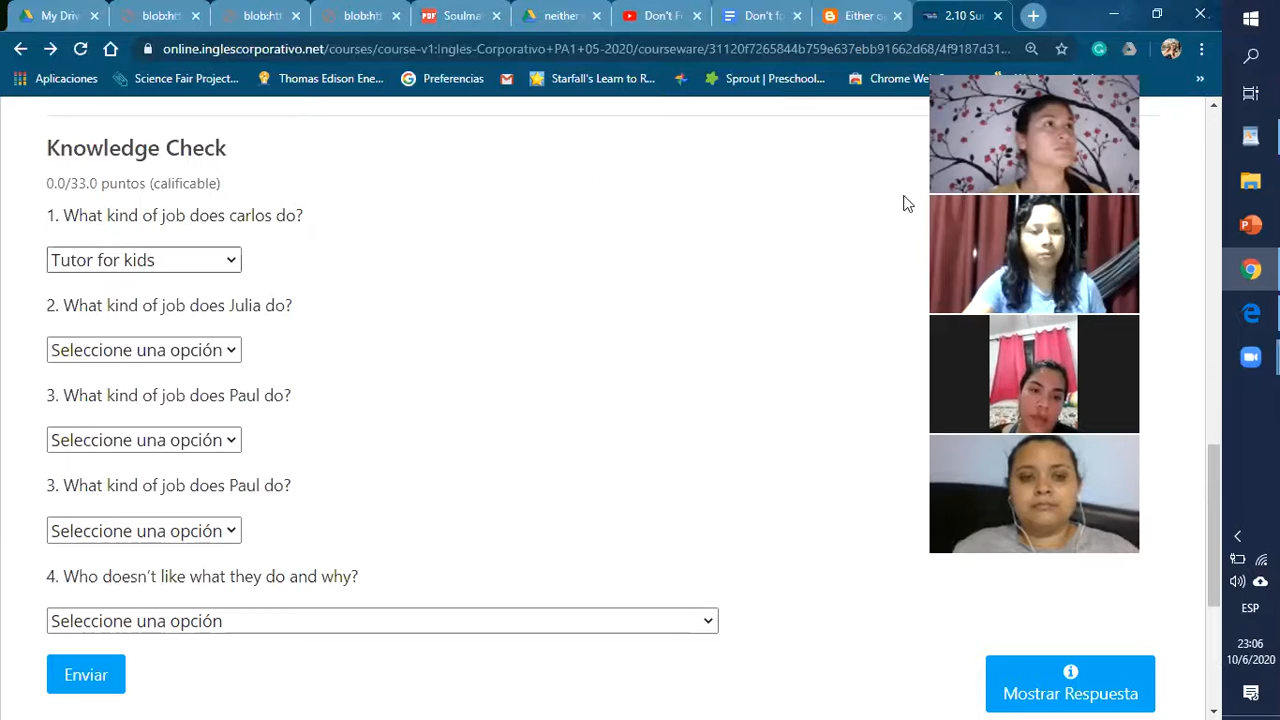 My Driv
blob:htt
blob:htt
blob:htt
PDF Soulma
neither
Don't F
Don't fo
Either o
2.10 Su
online.inglescorporativo.net/courses/course-v1:Ingles-Corporativo+PA1+05-2020/courseware/31120f7265844b759e637ebb91662d68/4f9187d31...
Aplicaciones
Science Fair Project...
Thomas Edison Ene...
Preferencias
Starfall's Learn to R...
Sprout | Preschool...
Chrome Web
Knowledge Check
0.0/33.0 puntos (calificable)
1. What kind of job does carlos do?
Tutor for kids
2. What kind of job does Julia do?
Seleccione una opción
3. What kind of job does Paul do?
Seleccione una opción
3. What kind of job does Paul do?
Seleccione una opción
4. Who doesn't like what they do and why?
Seleccione una opción
Enviar
Mostrar Respuesta
ESP
23:06
10/6/2020